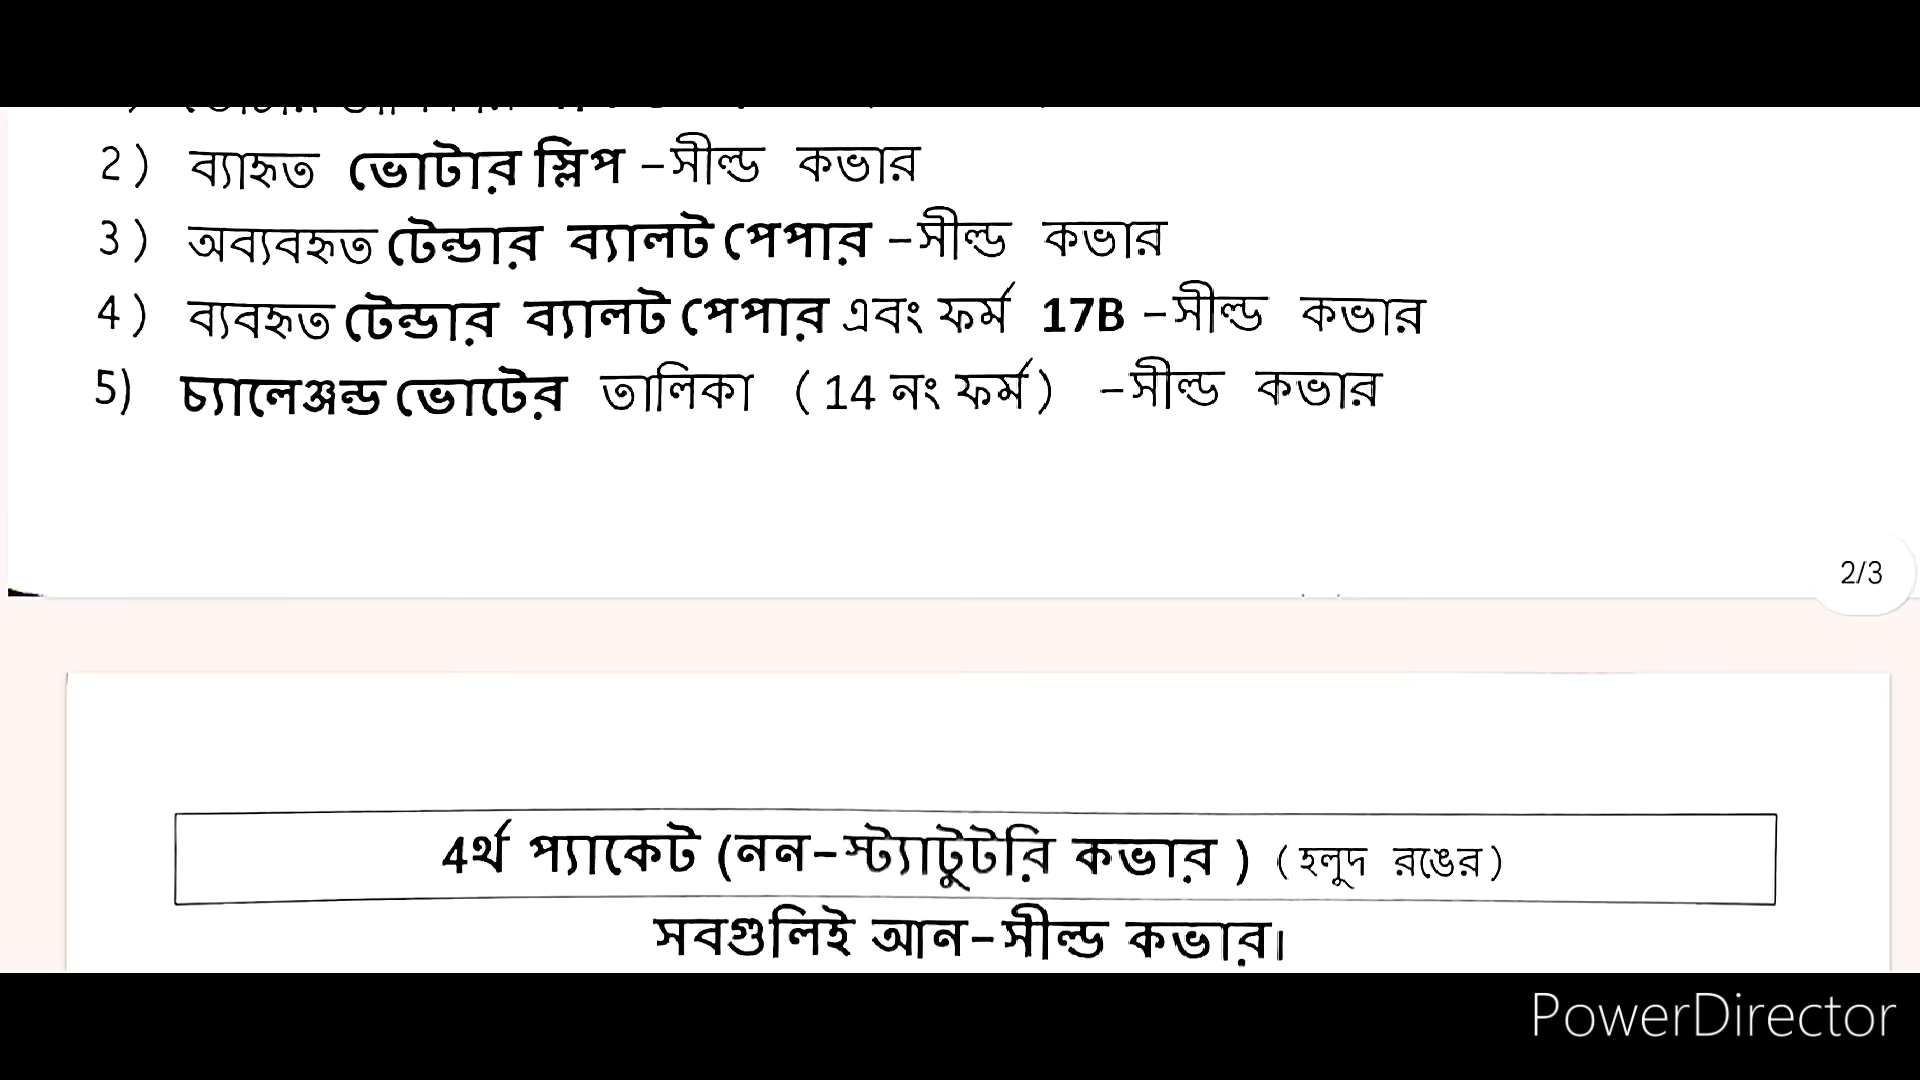 2) ব্যাহৃত ভোটার স্লিপ -সীল্ড কভার
3) অব্যবহৃত টেন্ডার ব্যালট পেপার -সীল্ড কভার
4) ব্যবহৃত টেন্ডার ব্যালট পেপার এবং ফর্ম 17B -সীল্ড কভার
5) চ্যালেঞ্জন্ড ভোটের তালিকা (14 নং ফর্ম) -সীল্ড কভার
2/3
4র্থ প্যাকেট (নন-স্ট্যাটুটরি কভার) (হলুদ রঙের)
সবগুলিই আন-সীল্ড কভার।
PowerDirector